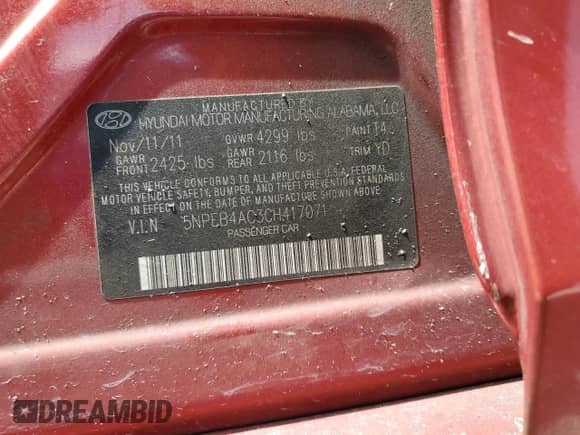 MANUFACTURED BY
HYUNDAI MOTOR MANUFACTURING ALABAMA, LLC
Nov/11/11 GVWR 4299 lbs PAINT T4
GAWR FRONT 2425 lbs GAWR REAR 2116 lbs TRIM YD
THIS VEHICLE CONFORMS TO ALL APPLICABLE U.S.A. FEDERAL
MOTOR VEHICLE SAFETY, BUMPER, AND THEFT PREVENTION STANDARDS
IN EFFECT ON THE DATE OF MANUFACTURE SHOWN ABOVE.
V.I.N 5NPEB4AC3CH417071
PASSENGER CAR
DREAMBID